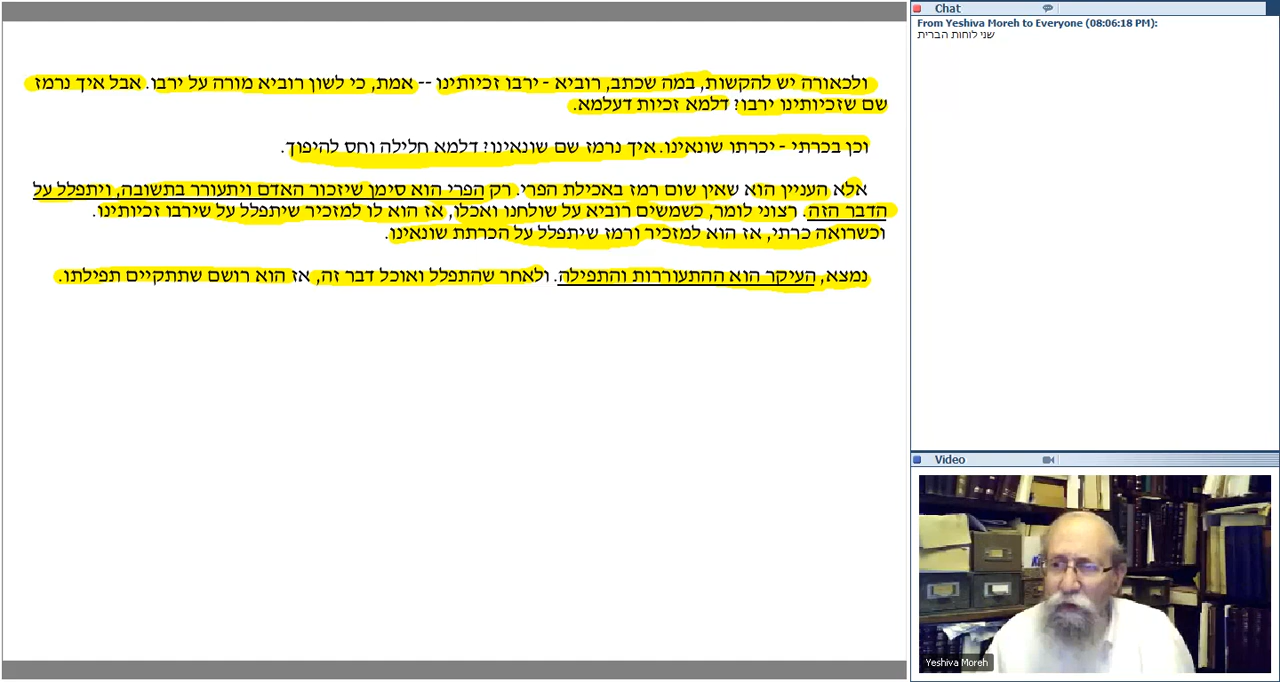 ולכאורה יש להקשות, במה שכתב, רוביא - ירבו זכיותינו -- אמת, כי לשון רוביא מורה על ירבו. אבל איך נרמז
שם שזכיותינו ירבו? דלמא זכיות דעלמא.
וכן בכרתי - יכרתו שונאינו. איך נרמז שם שונאינו? דלמא חלילה וחס להיפוך.
אלא העניין הוא שאין שום רמז באכילת הפרי. רק הפרי הוא סימן שיזכור האדם ויתעורר בתשובה, ויתפלל על
הדבר הזה. רצוני לומר, כשמשים רוביא על שולחנו ואכלו, אז הוא לו למזכיר שיתפלל על שירבו זכיותינו.
וכשרואה כרתי, אז הוא למזכיר ורמז שיתפלל על הכרתת שונאינו.
נמצא, העיקר הוא ההתעוררות והתפילה. ולאחר שהתפלל ואוכל דבר זה, אז הוא רושם שתתקיים תפילתו.
Chat
From Yeshiva Moreh to Everyone (08:06:18 PM):
שני לוחות הברית
Video
Yeshiva Moreh